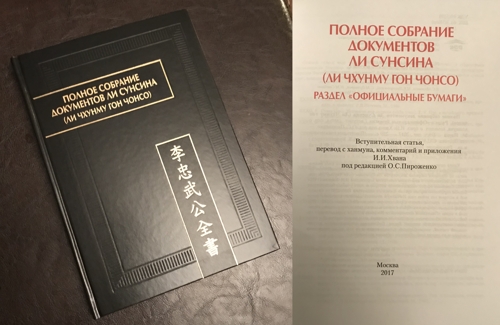 ПОЛНОЕ СОБРАНИЕ
ДОКУМЕНТОВ ЛИ СУНСИНА
(ЛИ ЧХУНМУ ГОН ЧОНСО)
李忠武公全書
ПОЛНОЕ СОБРАНИЕ
ДОКУМЕНТОВ
ЛИ СУНСИНА
(ЛИ ЧХУНМУ ГОН ЧОНСО)
РАЗДЕЛ «ОФИЦИАЛЬНЫЕ БУМАГИ»
Вступительная статья,
перевод с ханмуна, комментарий и приложения
И.И.Хвана
под редакцией О.С.Пироженко
Москва
2017